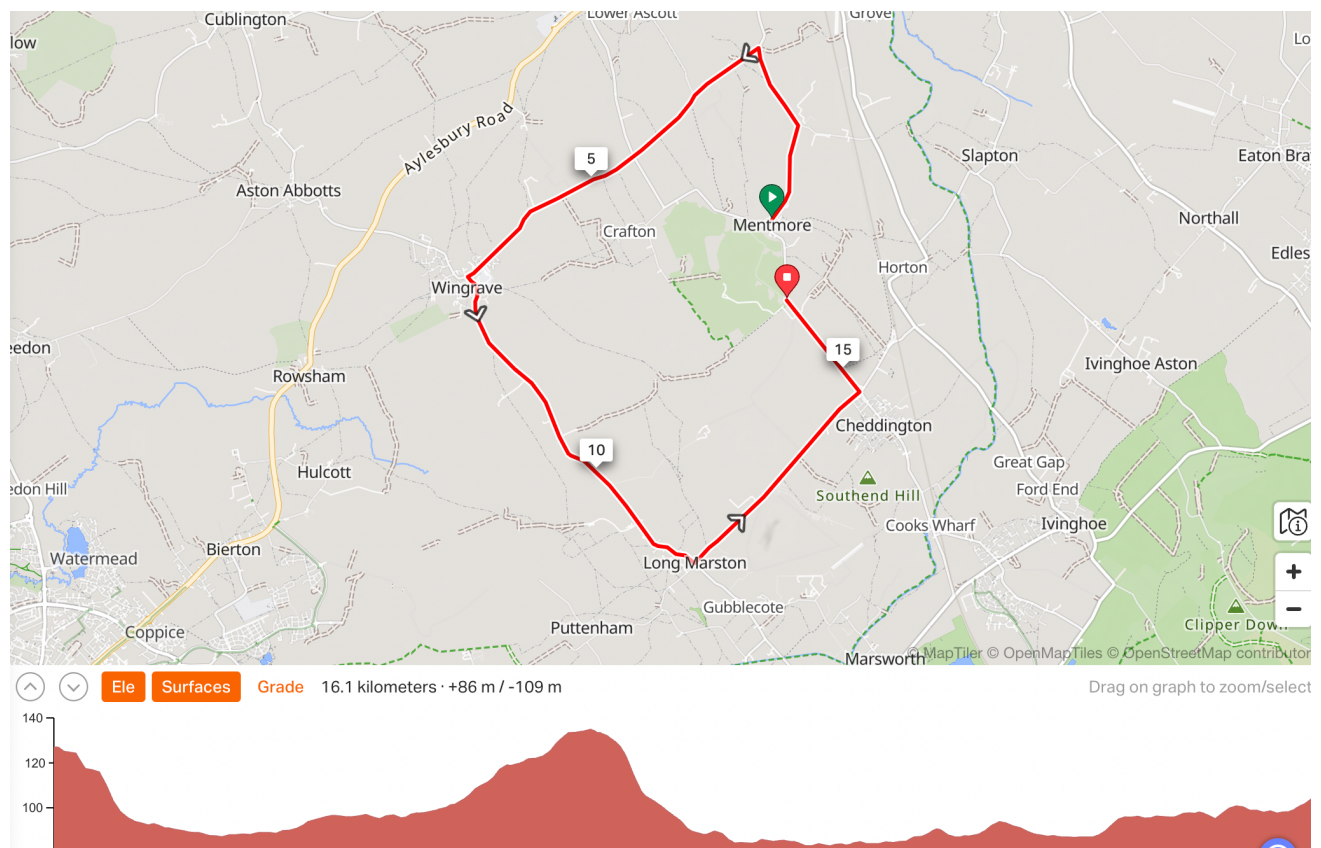 Cublington
Lower Ascott
Grove
low
Lo
Aylesbury Road
5
Slapton
Eaton Bra
Aston Abbotts
Northall
Mentmore
Crafton
Edles
Horton
Wingrave
eedon
15
Ivinghoe Aston
Rowsham
Cheddington
10
Great Gap
Hulcott
edon Hill
Ford End
Southend Hill
Cooks Wharf
Ivinghoe
Bierton
Watermead
Long Marston
+
Gubblecote
−
Clipper Down
Puttenham
Coppice
Marsworth
© MapTiler © OpenMapTiles © OpenStreetMap contributor
Ele Surfaces Grade 16.1 kilometers · +86 m / -109 m Drag on graph to zoom/select
140
120
100